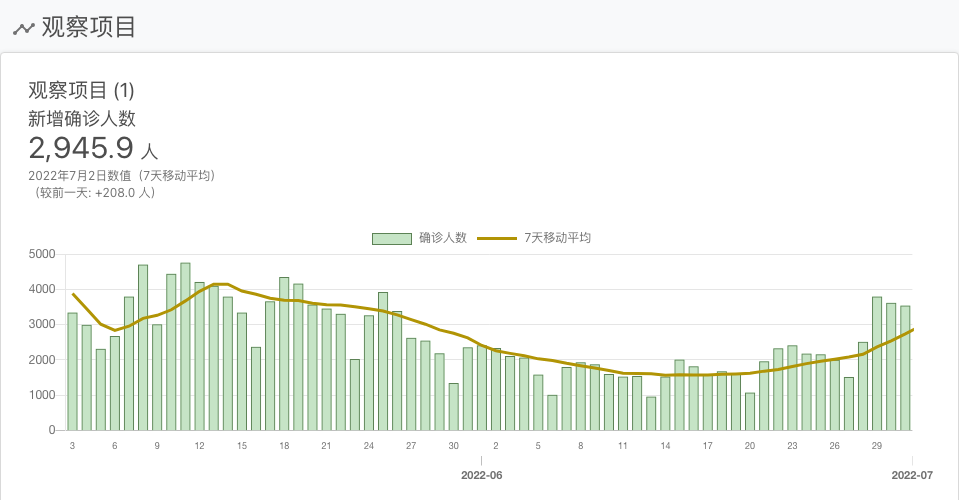 观察项目
观察项目 (1)
新增确诊人数
2,945.9 人
2022年7月2日数值（7天移动平均）
（较前一天: +208.0 人）
确诊人数 7天移动平均
5000
4000
3000
2000
1000
0
3 6 9 12 15 18 21 24 27 30 2 5 8 11 14 17 20 23 26 29
2022-06 2022-07